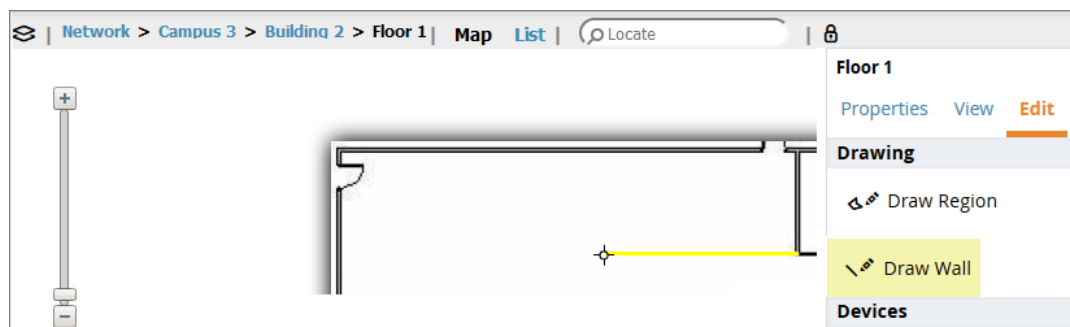 | Network > Campus 3 > Building 2 > Floor 1 | Map List | Locate |
Floor 1
Properties View Edit
Drawing
Draw Region
Draw Wall
Devices